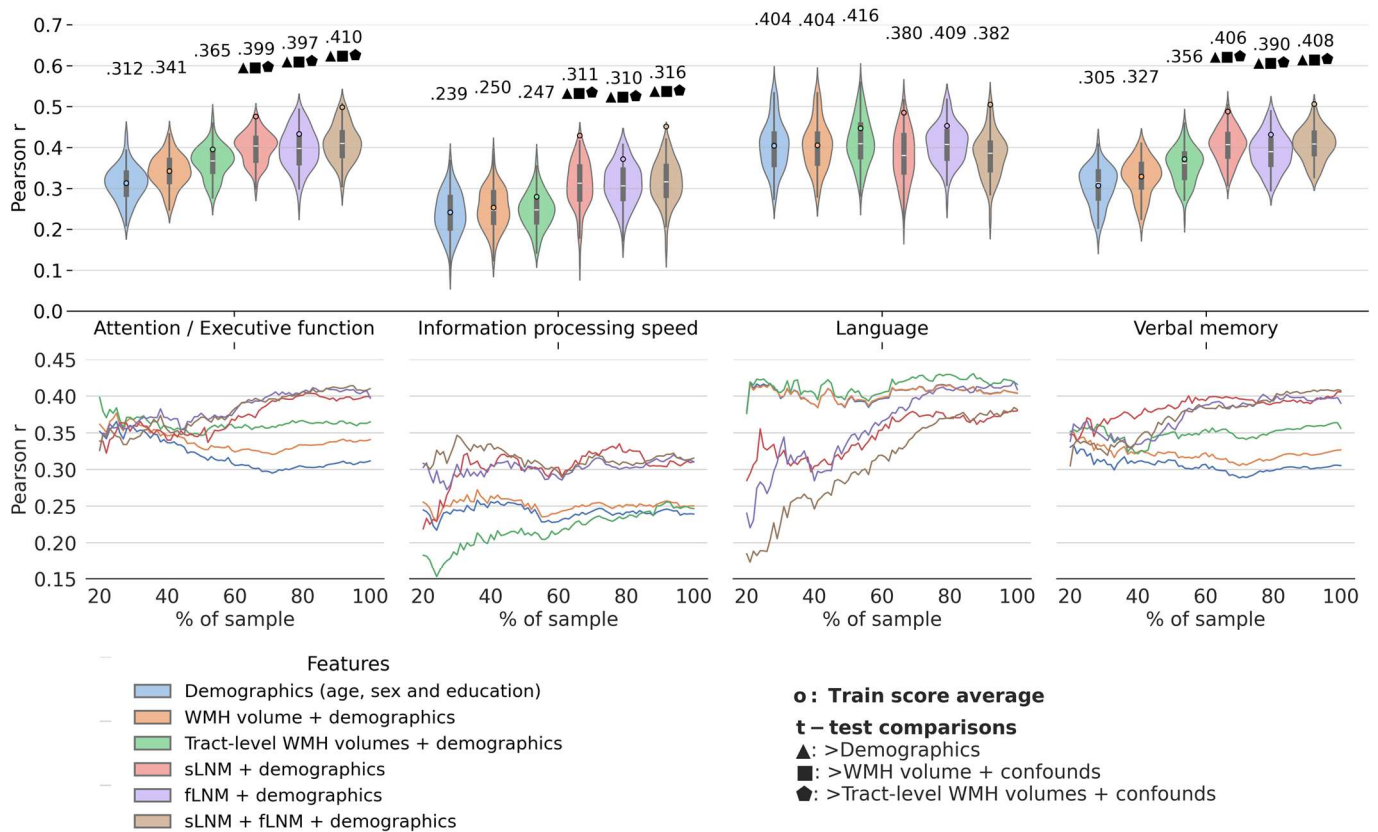 .404 .404 .416
0.7
.312 .341 .365 .399 .397 .410
.239 .250 .247 .311 .310 .316
.380 .409 .382
.305 .327 .356 .406 .390 .408
0.6
0.5
0.4
0.3
0.2
0.1
0.0
Pearson r
Attention / Executive function
Information processing speed
Language
Verbal memory
0.45
0.40
0.35
0.30
0.25
0.20
0.15
Pearson r
20 40 60 80 100
20 40 60 80 100
20 40 60 80 100
20 40 60 80 100
% of sample
% of sample
% of sample
% of sample
Features
Demographics (age, sex and education)
WMH volume + demographics
Tract-level WMH volumes + demographics
sLNM + demographics
fLNM + demographics
sLNM + fLNM + demographics
o: Train score average
t − test comparisons
▲: >Demographics
■: >WMH volume + confounds
⬟: >Tract-level WMH volumes + confounds